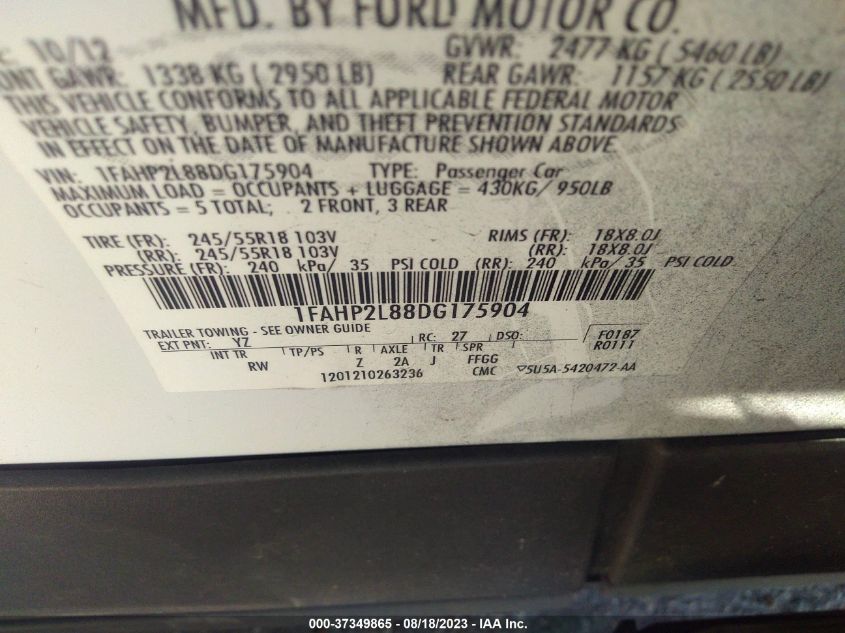 MFD. BY FORD MOTOR CO.
10/12 GVWR: 2477 KG ( 5460 LB)
GAWR: 1338 KG ( 2950 LB) REAR GAWR: 1157 KG ( 2550 LB)
THIS VEHICLE CONFORMS TO ALL APPLICABLE FEDERAL MOTOR
VEHICLE SAFETY, BUMPER, AND THEFT PREVENTION STANDARDS
IN EFFECT ON THE DATE OF MANUFACTURE SHOWN ABOVE.
VIN: 1FAHP2L88DG175904 TYPE: Passenger Car
MAXIMUM LOAD = OCCUPANTS + LUGGAGE = 430KG/ 950LB
OCCUPANTS = 5 TOTAL; 2 FRONT, 3 REAR
TIRE (FR): 245/55R18 103V RIMS (FR): 18X8.0J
(RR): 245/55R18 103V (RR): 18X8.0J
PRESSURE (FR): 240 kPa/ 35 PSI COLD (RR): 240 kPa/ 35 PSI COLD
1FAHP2L88DG175904
TRAILER TOWING - SEE OWNER GUIDE
EXT PNT: YZ RC: 27 DSO: F0187
INT TR TP/PS R AXLE TR SPR R0111
RW Z 2A J FFGG
1201210263236 CMC ▽5U5A-5420472-AA
000-37349865 - 08/18/2023 - IAA Inc.